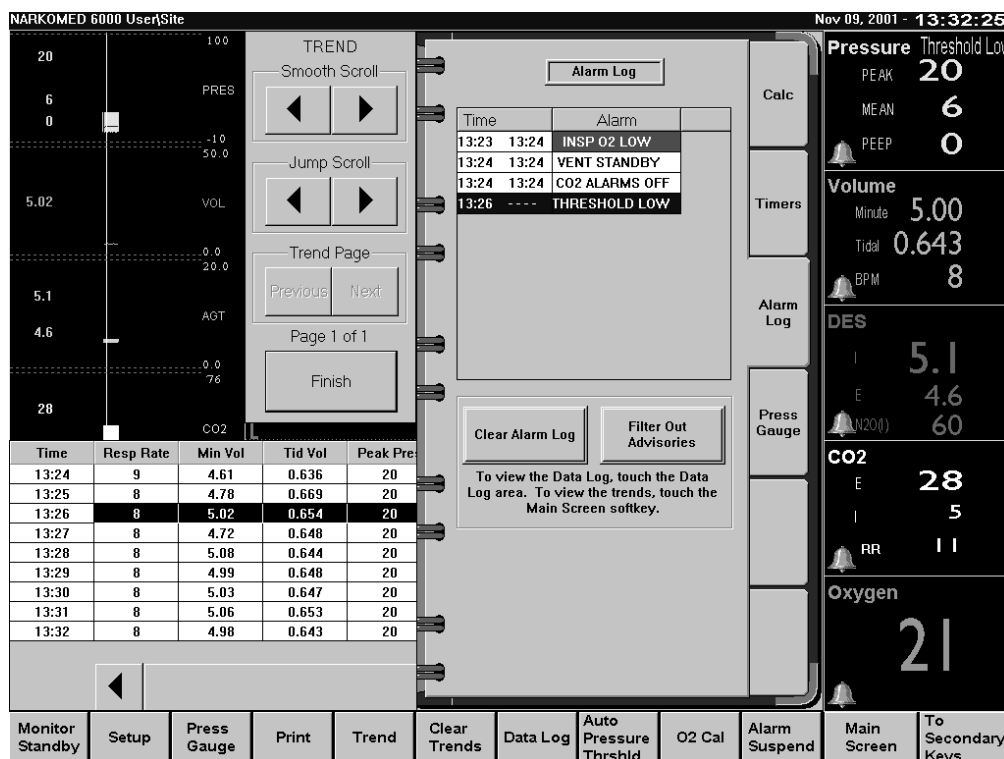 NARKOMED 6000 User\Site
Nov 09, 2001 - 13:32:25
20
6
0
100
PRES
-10
5.02
50.0
VOL
0.0
5.1
4.6
20.0
AGT
0.0
28
76
CO2
TREND
Smooth Scroll
Jump Scroll
Trend Page
Previous Next
Page 1 of 1
Finish
Time Resp Rate Min Vol Tid Vol Peak Pre
13:24 9 4.61 0.636 20
13:25 8 4.78 0.669 20
13:26 8 5.02 0.654 20
13:27 8 4.72 0.648 20
13:28 8 5.08 0.644 20
13:29 8 4.99 0.648 20
13:30 8 5.03 0.647 20
13:31 8 5.06 0.653 20
13:32 8 4.98 0.643 20
Alarm Log
Time Alarm
13:23 13:24 INSP O2 LOW
13:24 13:24 VENT STANDBY
13:24 13:24 CO2 ALARMS OFF
13:26 ---- THRESHOLD LOW
Clear Alarm Log
Filter Out
Advisories
To view the Data Log, touch the Data
Log area. To view the trends, touch the
Main Screen softkey.
Calc
Timers
Alarm
Log
Press
Gauge
Pressure Threshold Low
PEAK 20
MEAN 6
PEEP 0
Volume
Minute 5.00
Tidal 0.643
BPM 8
DES
I 5.1
E 4.6
N2O(I) 60
CO2
E 28
I 5
RR 11
Oxygen
21
Monitor
Standby
Setup
Press
Gauge
Print
Trend
Clear
Trends
Data Log
Auto
Pressure
Thrshld
O2 Cal
Alarm
Suspend
Main
Screen
To
Secondary
Keys